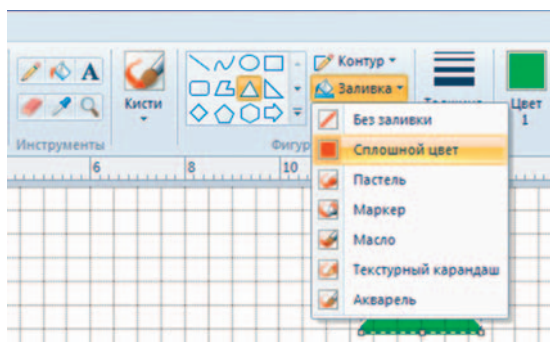 Контур
Заливка
Кисти
Цвет
1
Инструменты
Фигур
6 8 10
Без заливки
Сплошной цвет
Пастель
Маркер
Масло
Текстурный карандаш
Акварель